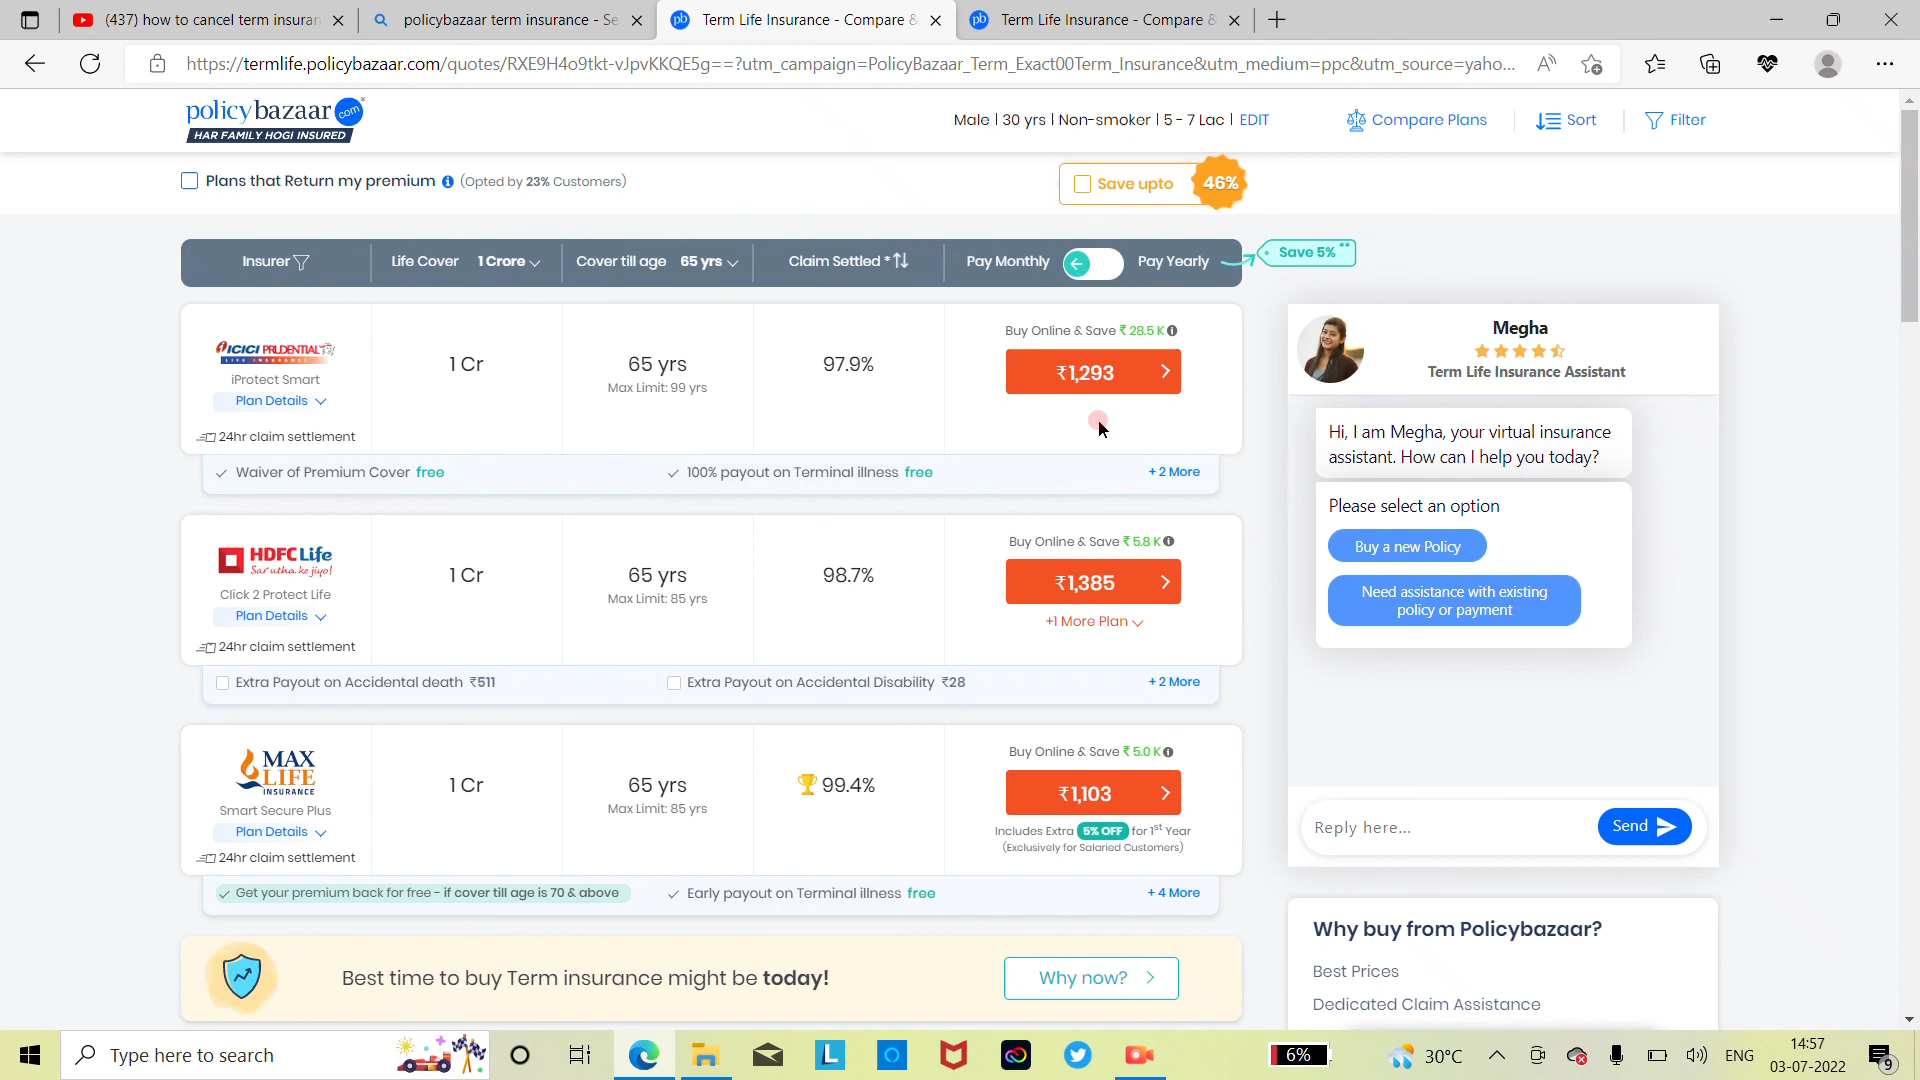 (437) how to cancel term insuran
policybazaar term insurance - Se
pb Term Life Insurance - Compare &
pb Term Life Insurance - Compare &
https://termlife.policybazaar.com/quotes/RXE9H4o9tkt-vJpvKKQE5g==?utm_campaign=PolicyBazaar_Term_Exact00Term_Insurance&utm_medium=ppc&utm_source=yaho...
policybazaar .com
HAR FAMILY HOGI INSURED
Male | 30 yrs | Non-smoker | 5 - 7 Lac | EDIT
Compare Plans
Sort
Filter
Plans that Return my premium (Opted by 23% Customers)
Save upto 46%
Insurer
Life Cover 1 Crore
Cover till age 65 yrs
Claim Settled *
Pay Monthly
Pay Yearly
Save 5% **
ICICI PRUDENTIAL
LIFE INSURANCE
iProtect Smart
Plan Details
24hr claim settlement
1 Cr
65 yrs
Max Limit: 99 yrs
97.9%
Buy Online & Save ₹ 28.5 K
₹1,293
Waiver of Premium Cover free
100% payout on Terminal illness free
+ 2 More
HDFC Life
Sar utha ke jiyo!
Click 2 Protect Life
Plan Details
24hr claim settlement
1 Cr
65 yrs
Max Limit: 85 yrs
98.7%
Buy Online & Save ₹ 5.8 K
₹1,385
+1 More Plan
Extra Payout on Accidental death ₹511
Extra Payout on Accidental Disability ₹28
+ 2 More
MAX
LIFE
INSURANCE
Smart Secure Plus
Plan Details
24hr claim settlement
1 Cr
65 yrs
Max Limit: 85 yrs
99.4%
Buy Online & Save ₹ 5.0 K
₹1,103
Includes Extra 5% OFF for 1st Year
(Exclusively for Salaried Customers)
Get your premium back for free - if cover till age is 70 & above
Early payout on Terminal illness free
+ 4 More
Best time to buy Term insurance might be today!
Why now?
Megha
Term Life Insurance Assistant
Hi, I am Megha, your virtual insurance
assistant. How can I help you today?
Please select an option
Buy a new Policy
Need assistance with existing
policy or payment
Reply here...
Send
Why buy from Policybazaar?
Best Prices
Dedicated Claim Assistance
Type here to search
L
6%
30°C
ENG
14:57
03-07-2022
9